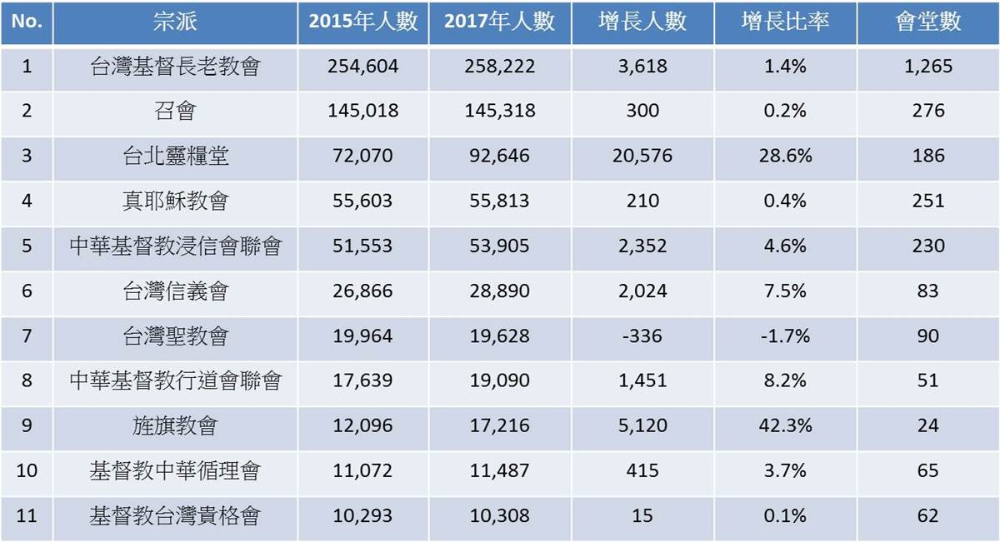 No. 宗派 2015年人數 2017年人數 增長人數 增長比率 會堂數
1 台灣基督長老教會 254,604 258,222 3,618 1.4% 1,265
2 召會 145,018 145,318 300 0.2% 276
3 台北靈糧堂 72,070 92,646 20,576 28.6% 186
4 真耶穌教會 55,603 55,813 210 0.4% 251
5 中華基督教浸信會聯會 51,553 53,905 2,352 4.6% 230
6 台灣信義會 26,866 28,890 2,024 7.5% 83
7 台灣聖教會 19,964 19,628 -336 -1.7% 90
8 中華基督教行道會聯會 17,639 19,090 1,451 8.2% 51
9 旌旗教會 12,096 17,216 5,120 42.3% 24
10 基督教中華循理會 11,072 11,487 415 3.7% 65
11 基督教台灣貴格會 10,293 10,308 15 0.1% 62